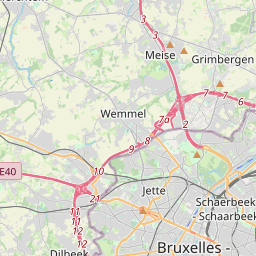 3
Meise
3
Grimbergen
7
7
6
Wemmel
7a
2
8
9
10
E40
Jette
21
Schaerbeek
11
Schaarbeek
11
12
Dilbeek
12
Bruxelles -